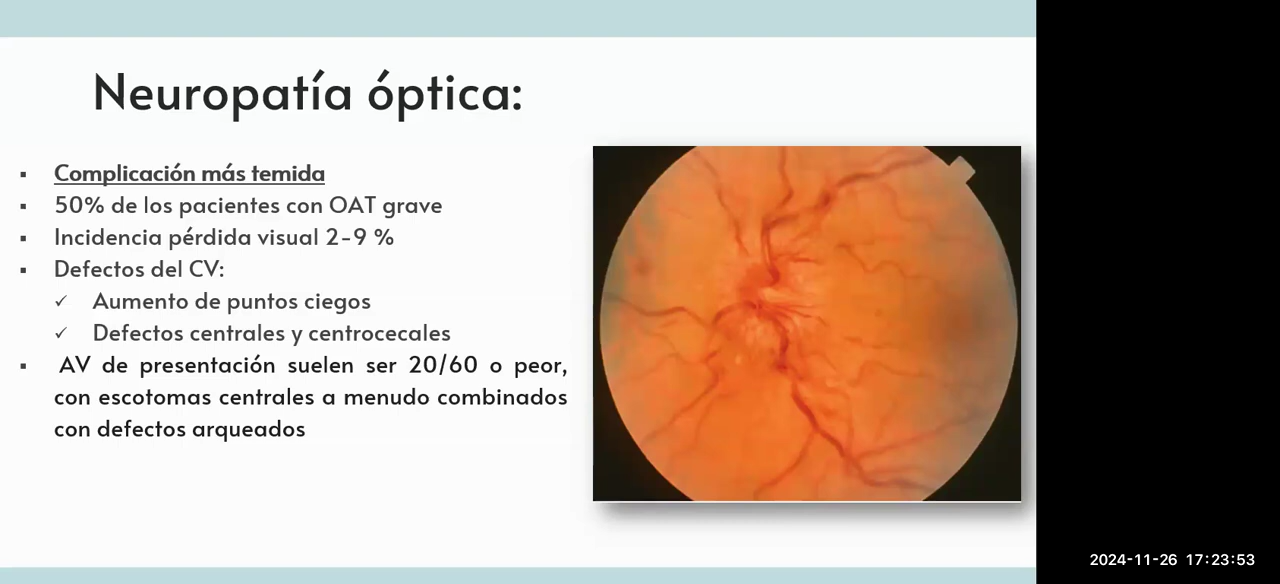 Neuropatía óptica:
▪ Complicación más temida
▪ 50% de los pacientes con OAT grave
▪ Incidencia pérdida visual 2-9 %
▪ Defectos del CV:
✓ Aumento de puntos ciegos
✓ Defectos centrales y centrocecales
▪ AV de presentación suelen ser 20/60 o peor,
con escotomas centrales a menudo combinados
con defectos arqueados
2024-11-26 17:23:53